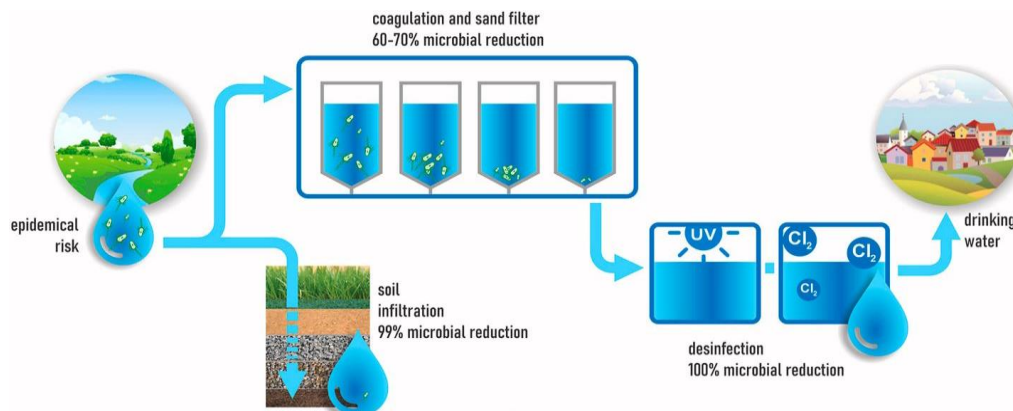 coagulation and sand filter
60-70% microbial reduction
epidemical
risk
soil
infiltration
99% microbial reduction
UV
Cl2
Cl2
Cl2
desinfection
100% microbial reduction
drinking
water